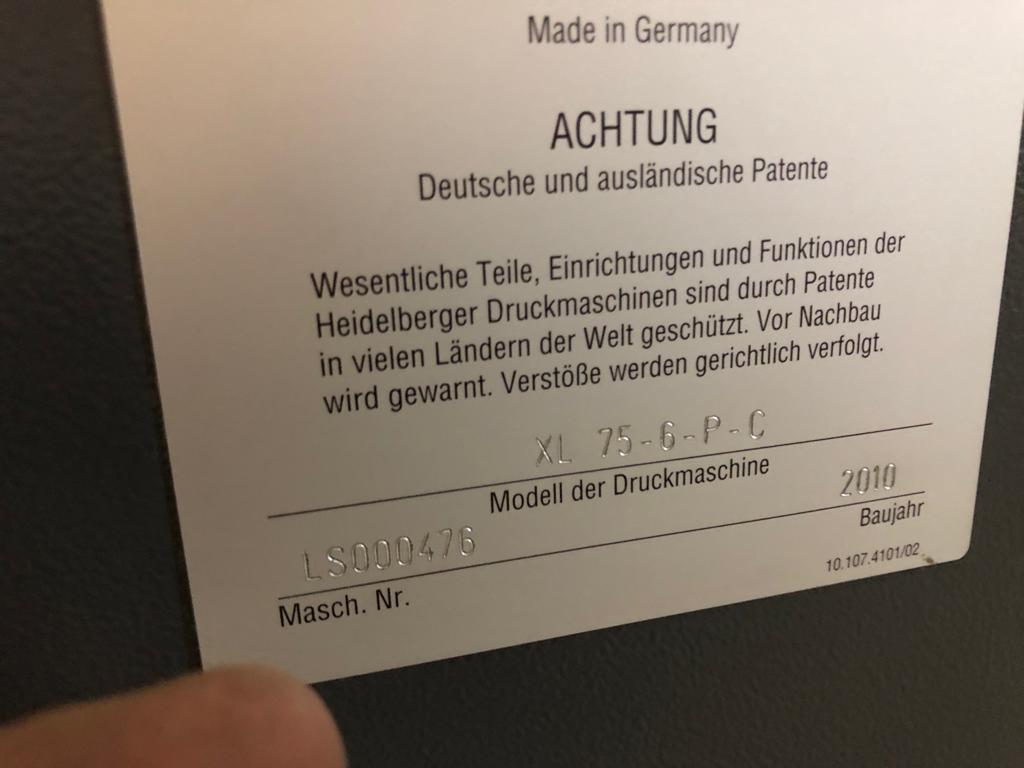 Made in Germany
ACHTUNG
Deutsche und ausländische Patente
Wesentliche Teile, Einrichtungen und Funktionen der
Heidelberger Druckmaschinen sind durch Patente
in vielen Ländern der Welt geschützt. Vor Nachbau
wird gewarnt. Verstöße werden gerichtlich verfolgt.
XL 75-6-P-C
Modell der Druckmaschine
LS000476
2010
Masch. Nr.
Baujahr
10.107.4101/02